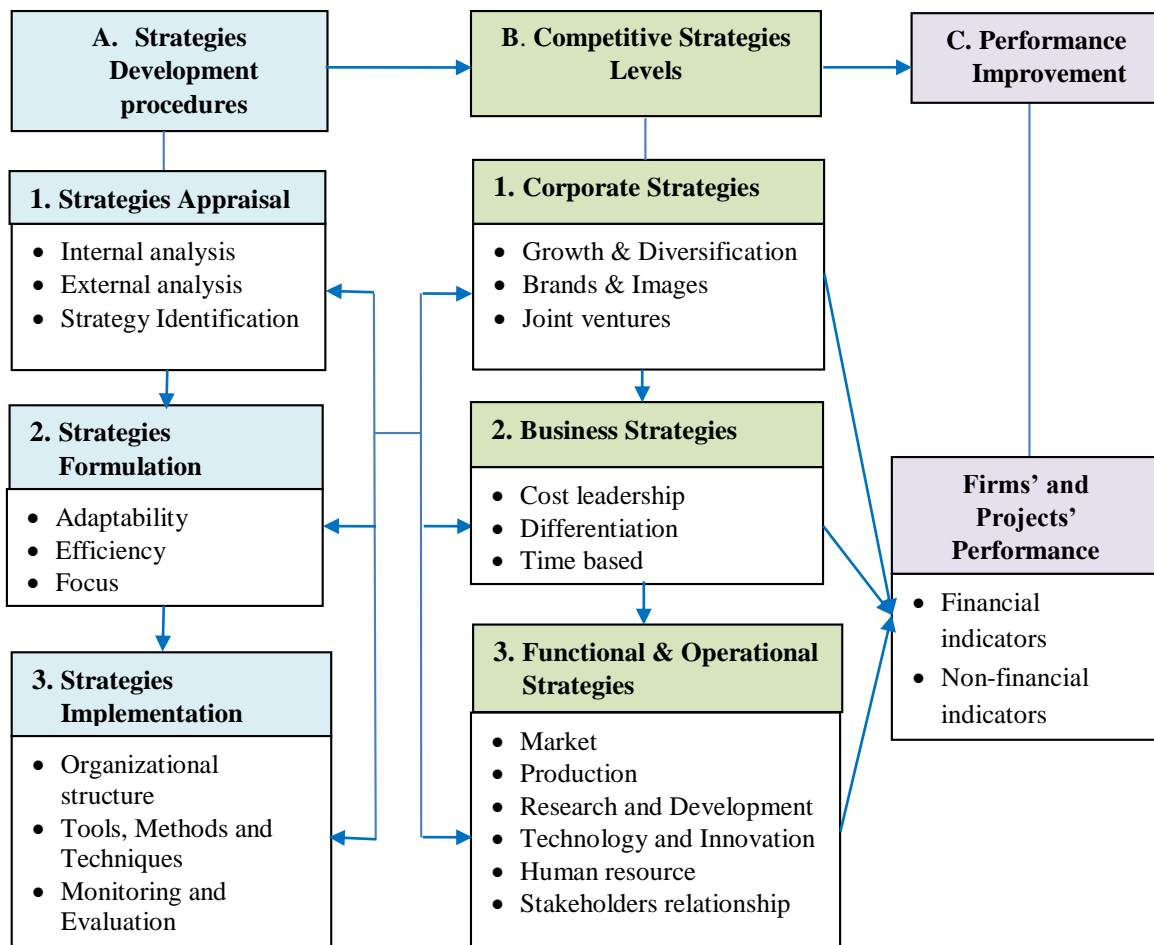 A. Strategies
Development
procedures
B. Competitive Strategies
Levels
C. Performance
Improvement
1. Strategies Appraisal
• Internal analysis
• External analysis
• Strategy Identification
2. Strategies
Formulation
• Adaptability
• Efficiency
• Focus
3. Strategies
Implementation
• Organizational
structure
• Tools, Methods and
Techniques
• Monitoring and
Evaluation
1. Corporate Strategies
• Growth & Diversification
• Brands & Images
• Joint ventures
2. Business Strategies
• Cost leadership
• Differentiation
• Time based
3. Functional & Operational
Strategies
• Market
• Production
• Research and Development
• Technology and Innovation
• Human resource
• Stakeholders relationship
Firms’ and
Projects’
Performance
• Financial
indicators
• Non-financial
indicators